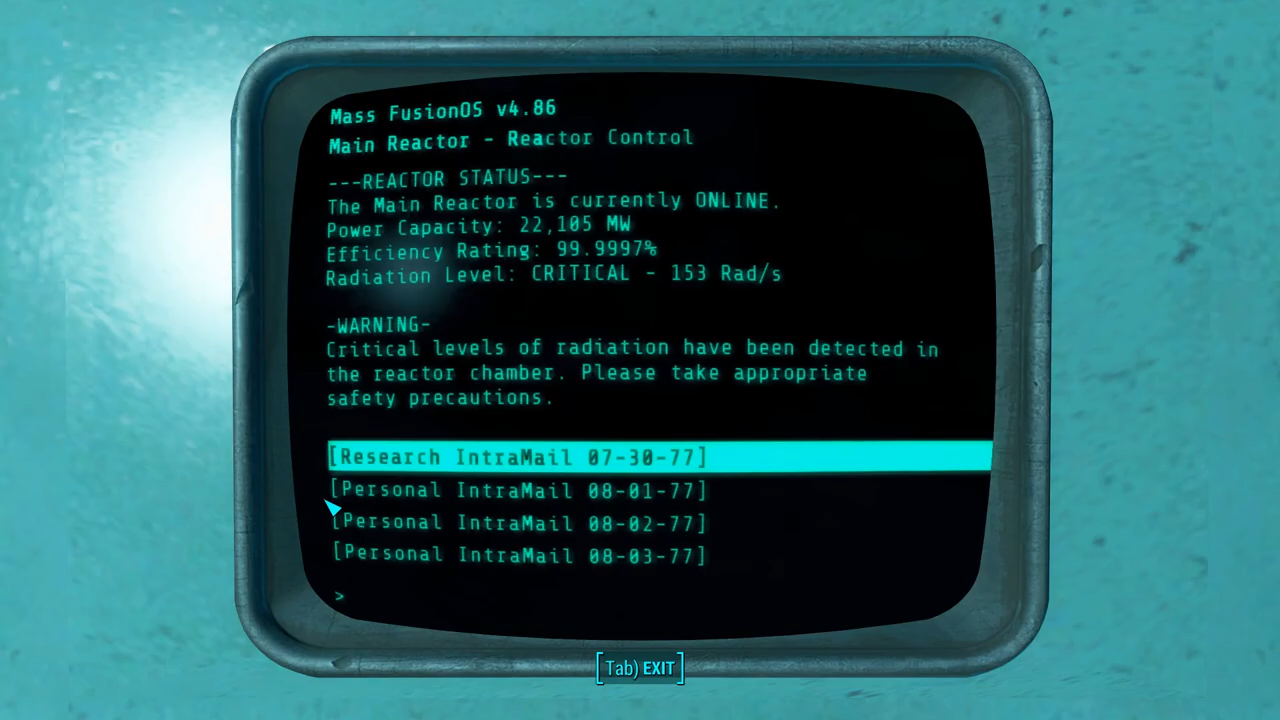 Mass FusionOS v4.86
Main Reactor - Reactor Control
---REACTOR STATUS---
The Main Reactor is currently ONLINE.
Power Capacity: 22,105 MW
Efficiency Rating: 99.9997%
Radiation Level: CRITICAL - 153 Rad/s
-WARNING-
Critical levels of radiation have been detected in
the reactor chamber. Please take appropriate
safety precautions.
[Research IntraMail 07-30-77]
[Personal IntraMail 08-01-77]
[Personal IntraMail 08-02-77]
[Personal IntraMail 08-03-77]
>
[Tab) EXIT]